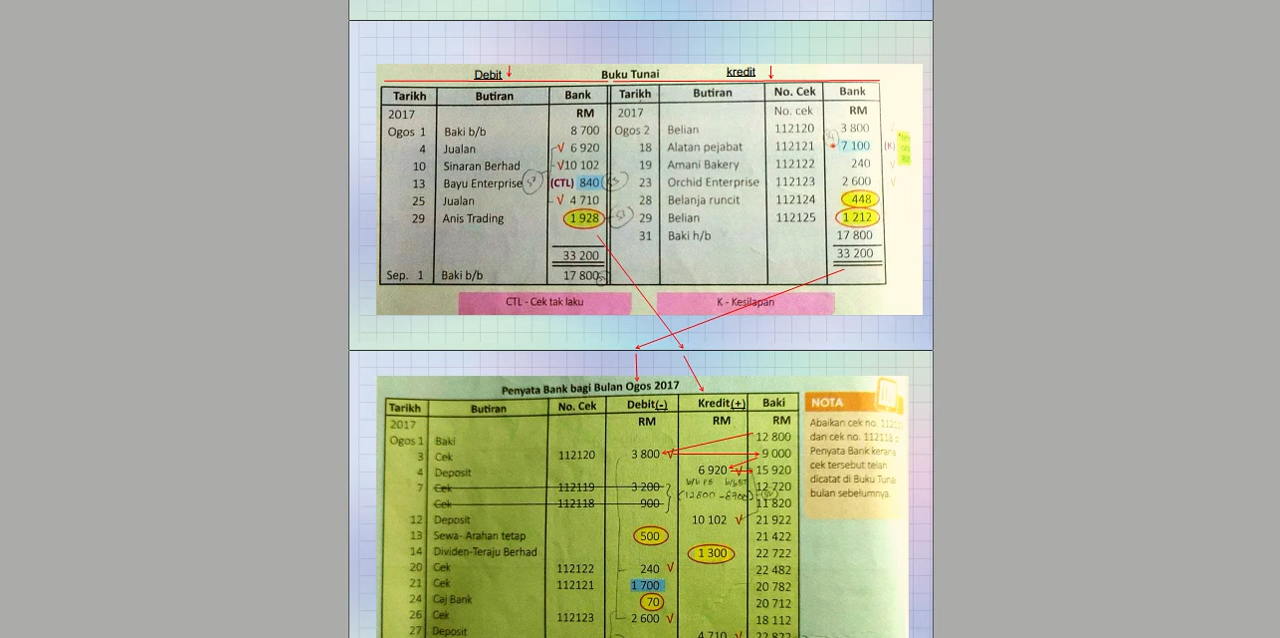 Debit Buku Tunai kredit
Tarikh Butiran Bank Tarikh Butiran No. Cek Bank
2017 RM 2017 No. cek RM
Ogos 1 Baki b/b 8 700 Ogos 2 Belian 112120 3 800
4 Jualan √ 6 920 18 Alatan pejabat 112121 7 100 (K)
10 Sinaran Berhad √10 102 19 Amani Bakery 112122 240
13 Bayu Enterprise (CTL) 840 23 Orchid Enterprise 112123 2 600
25 Jualan √ 4 710 28 Belanja runcit 112124 448
29 Anis Trading 1 928 29 Belian 112125 1 212
31 Baki h/b 17 800
33 200 33 200
Sep. 1 Baki b/b 17 800
CTL - Cek tak laku K - Kesilapan
Penyata Bank bagi Bulan Ogos 2017
Tarikh Butiran No. Cek Debit(-) Kredit(+) Baki
2017 RM RM RM
Ogos 1 Baki 12 800
3 Cek 112120 3 800 √ 9 000
4 Deposit 6 920 √ 15 920
7 Cek 112119 3 200 12 720
Cek 112118 900 11 820
12 Deposit 10 102 √ 21 922
13 Sewa- Arahan tetap 500 21 422
14 Dividen-Teraju Berhad 1 300 22 722
20 Cek 112122 240 √ 22 482
21 Cek 112121 1 700 20 782
24 Caj Bank 70 20 712
26 Cek 112123 2 600 √ 18 112
27 Deposit 4 710 √ 22 822
NOTA
Abaikan cek no.
dan cek no.
Penyata Bank kerana
cek tersebut telah
dicatat di Buku Tunai
bulan sebelumnya.